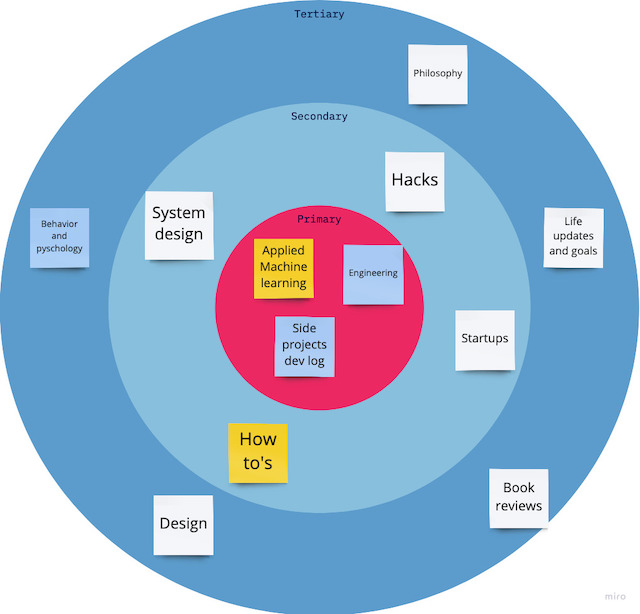 Tertiary
Philosophy
Secondary
Hacks
System
design
Behavior
and
pyschology
Life
updates
and goals
Primary
Applied
Machine
learning
Engineering
Side
projects
dev log
Startups
How
to's
Book
reviews
Design
miro